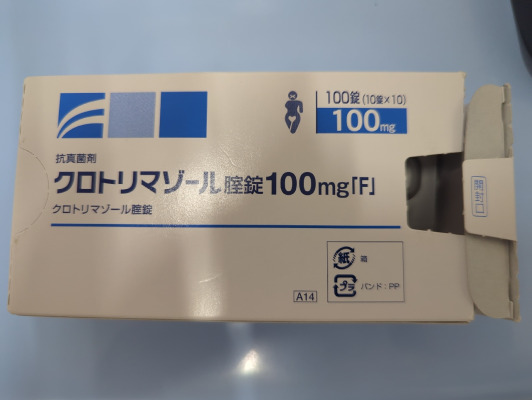 100錠(10錠×10)
100mg
抗真菌剤
クロトリマゾール腟錠100mg「F」
クロトリマゾール腟錠
開封口
紙 箱
プラ バンド:PP
A14